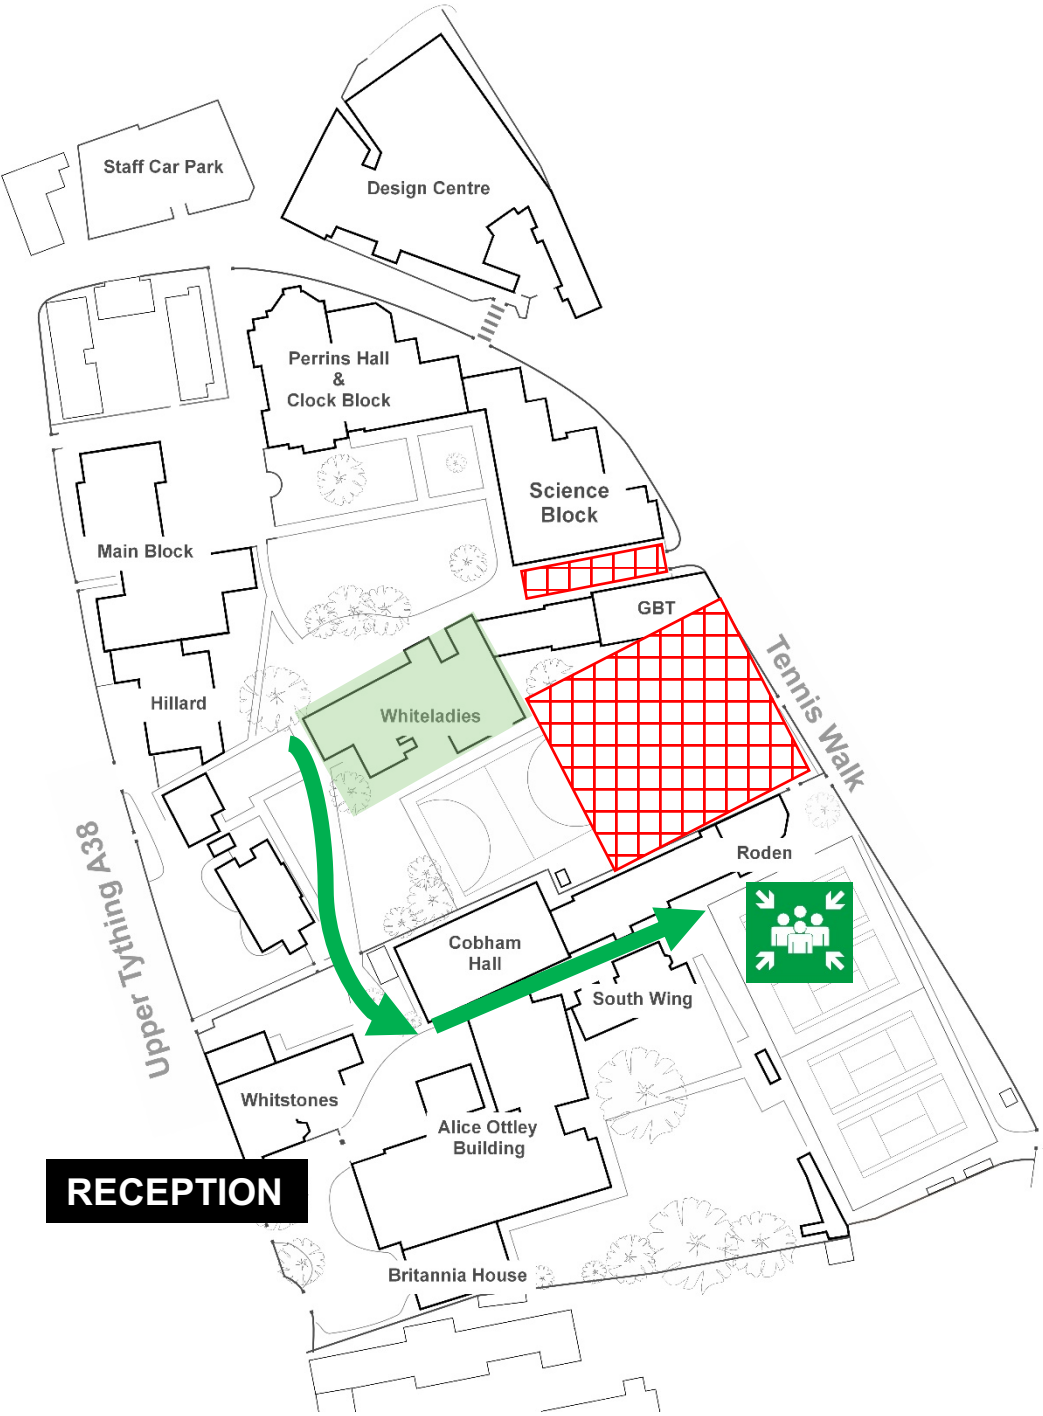 Staff Car Park
Design Centre
Perrins Hall
&
Clock Block
Science
Block
Main Block
GBT
Tennis Walk
Hillard
Whiteladies
Upper Tything A38
Roden
Cobham
Hall
South Wing
Whitstones
Alice Ottley
Building
RECEPTION
Britannia House